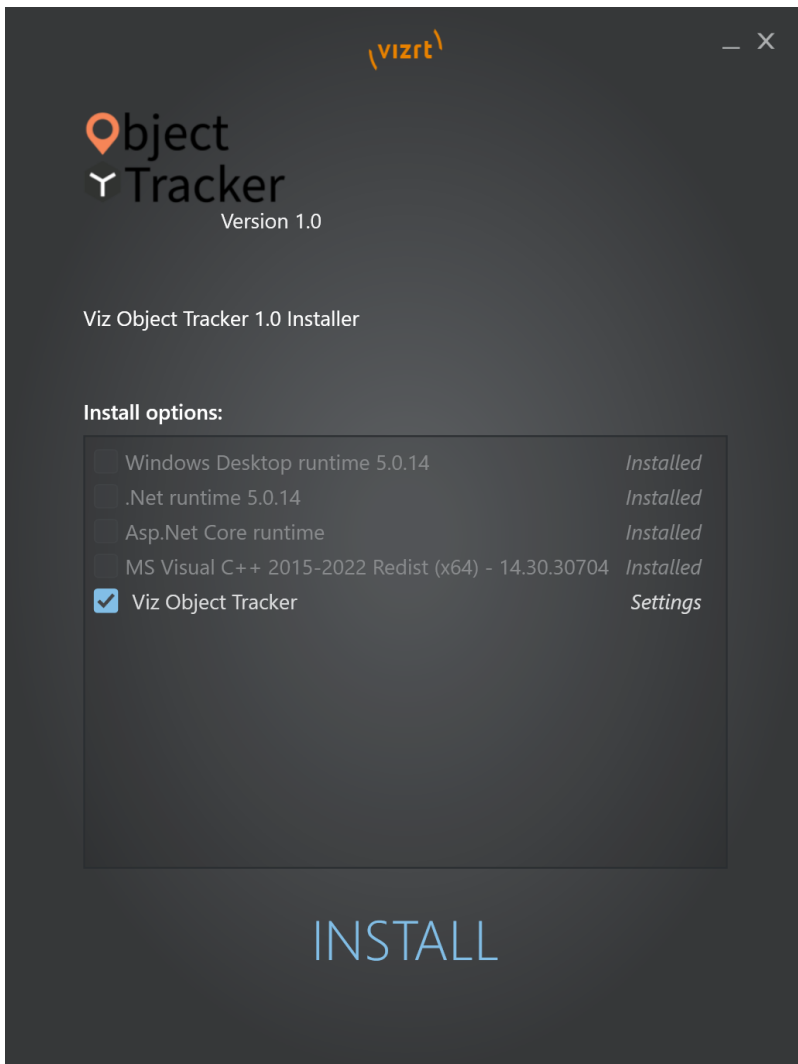 vizrt
Object
Tracker
Version 1.0
Viz Object Tracker 1.0 Installer
Install options:
Windows Desktop runtime 5.0.14 Installed
.Net runtime 5.0.14 Installed
Asp.Net Core runtime Installed
MS Visual C++ 2015-2022 Redist (x64) - 14.30.30704 Installed
Viz Object Tracker Settings
INSTALL